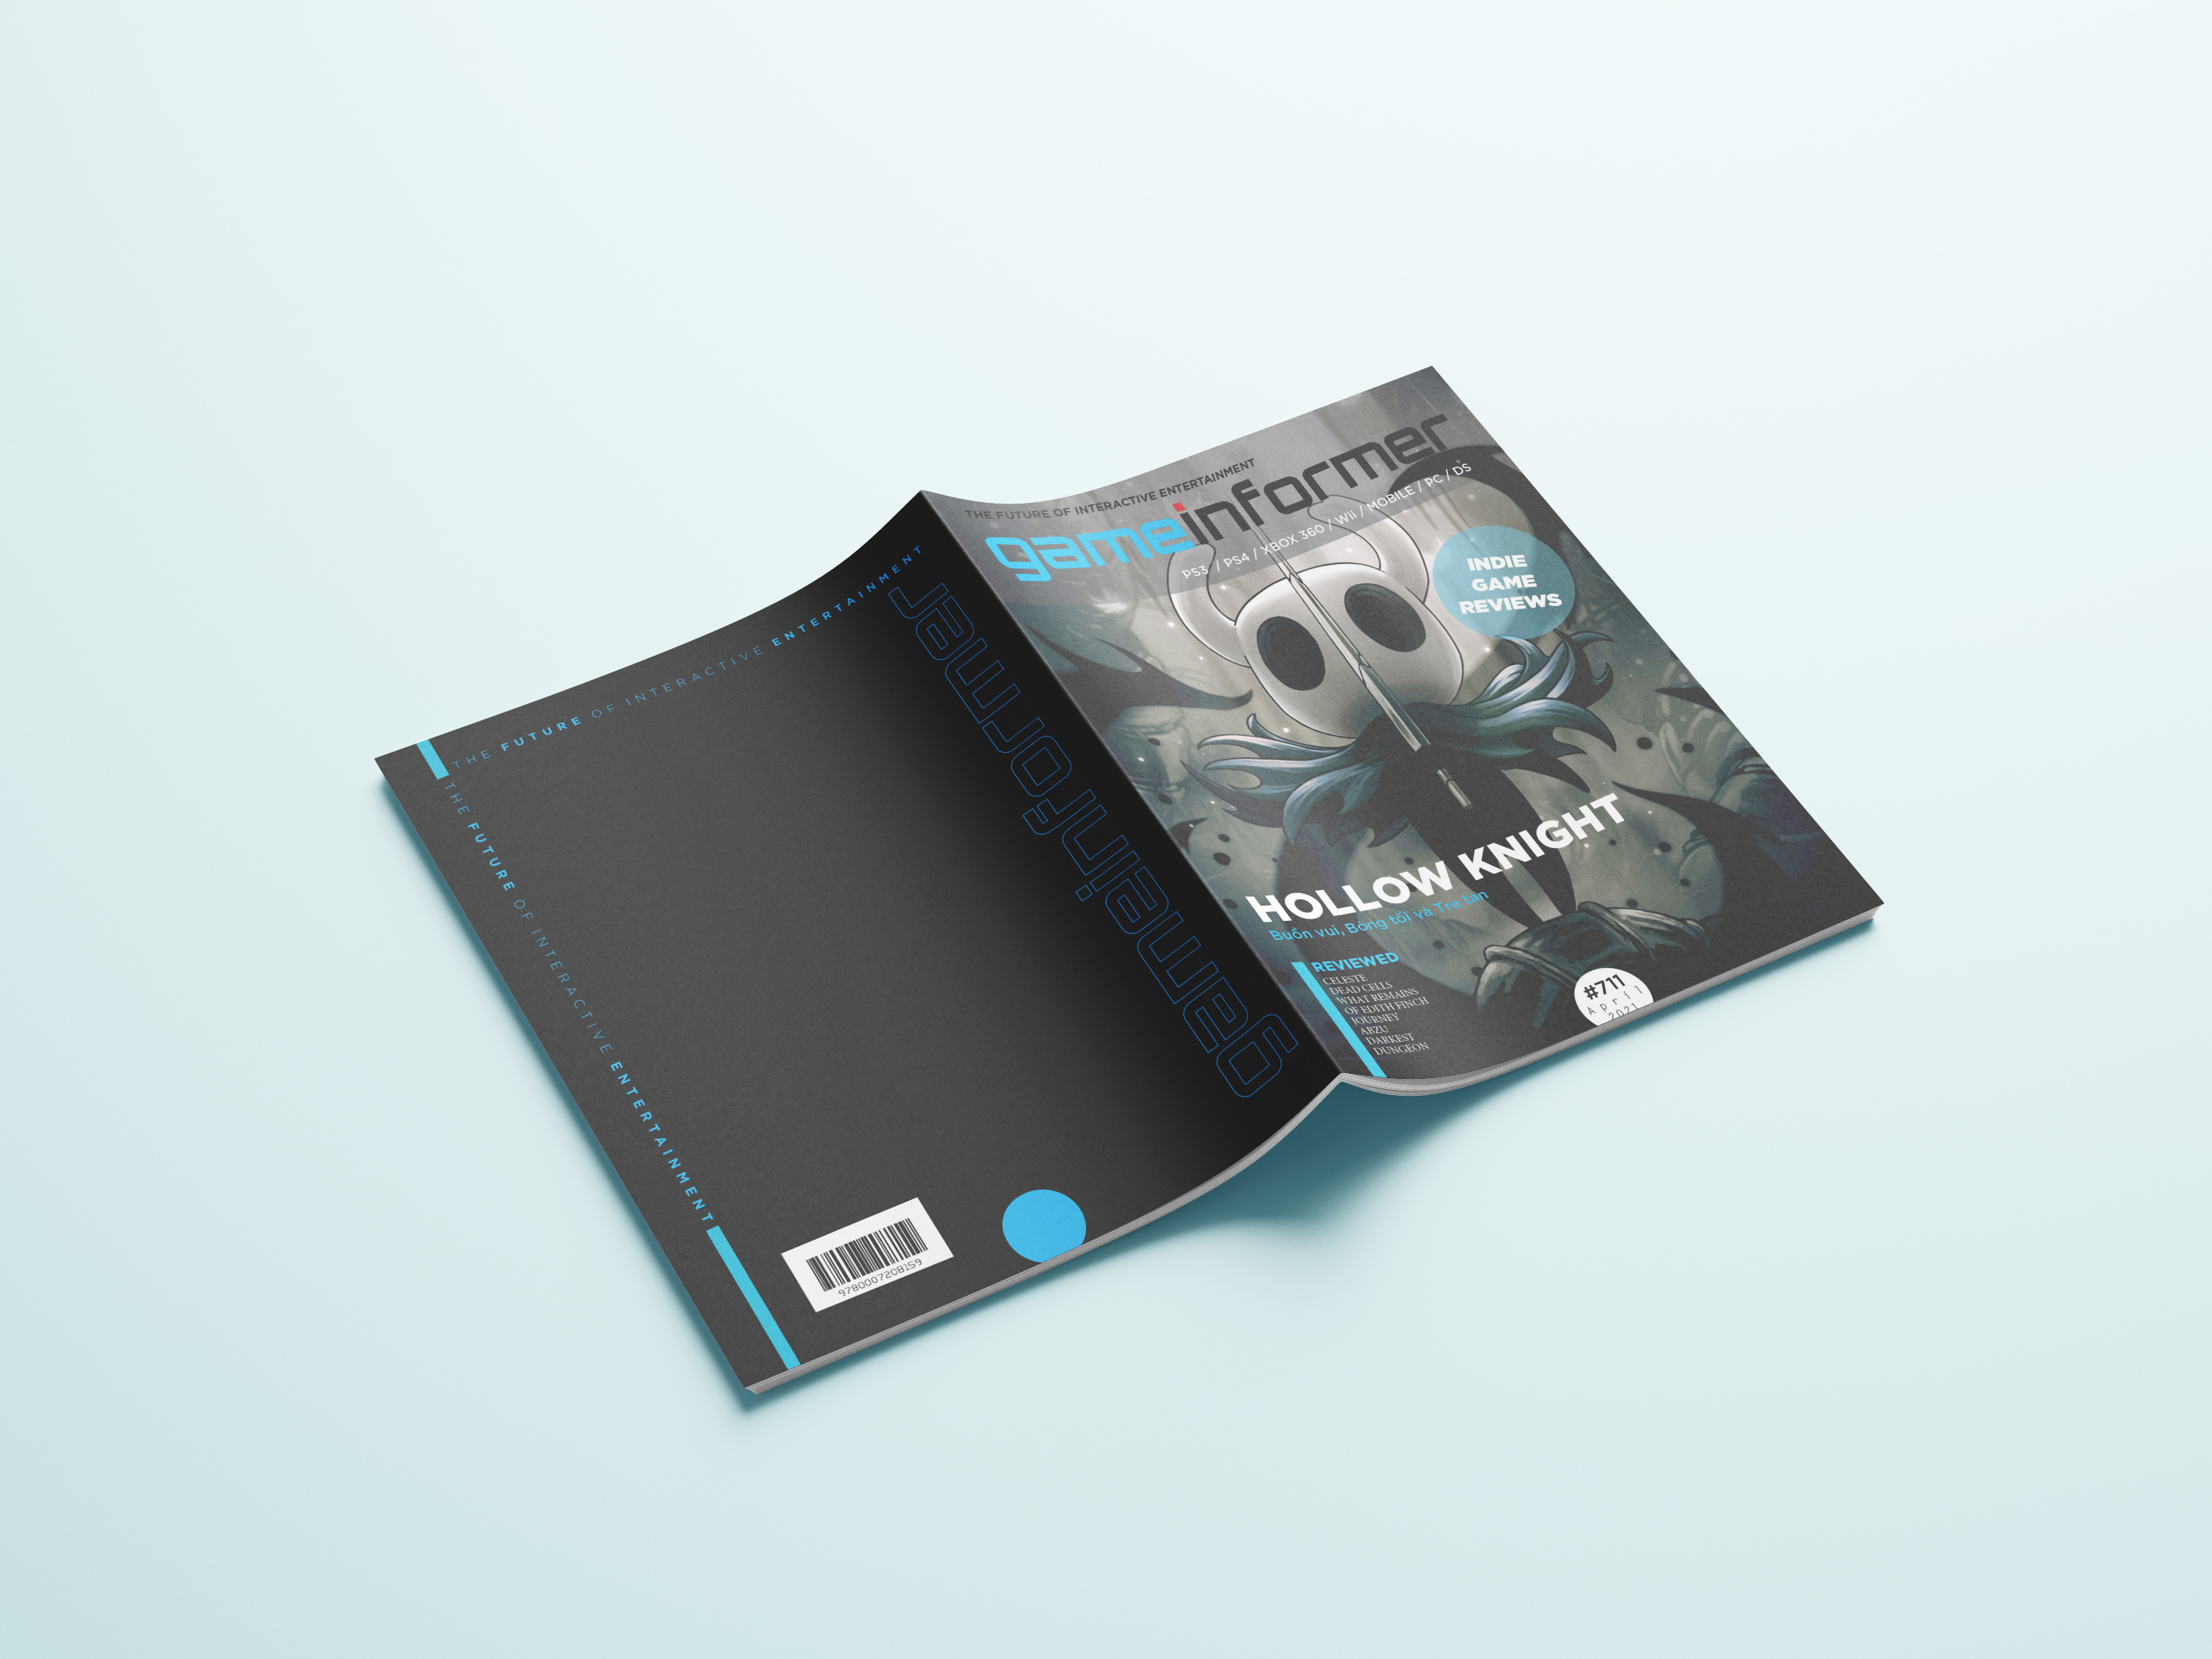 THE FUTURE OF INTERACTIVE ENTERTAINMENT
gameinformer
PS3 / PS4 / XBOX 360 / Wii / MOBILE / PC / DS
INDIE
GAME
REVIEWS
HOLLOW KNIGHT
Buồn vui, Bóng tối và Tro tàn
REVIEWED
CELESTE
DEAD CELLS
WHAT REMAINS
OF EDITH FINCH
JOURNEY
ABZU
DARKEST
DUNGEON
#711
April
2021
THE FUTURE OF INTERACTIVE ENTERTAINMENT
THE FUTURE OF INTERACTIVE ENTERTAINMENT
gameinformer
9780007208159